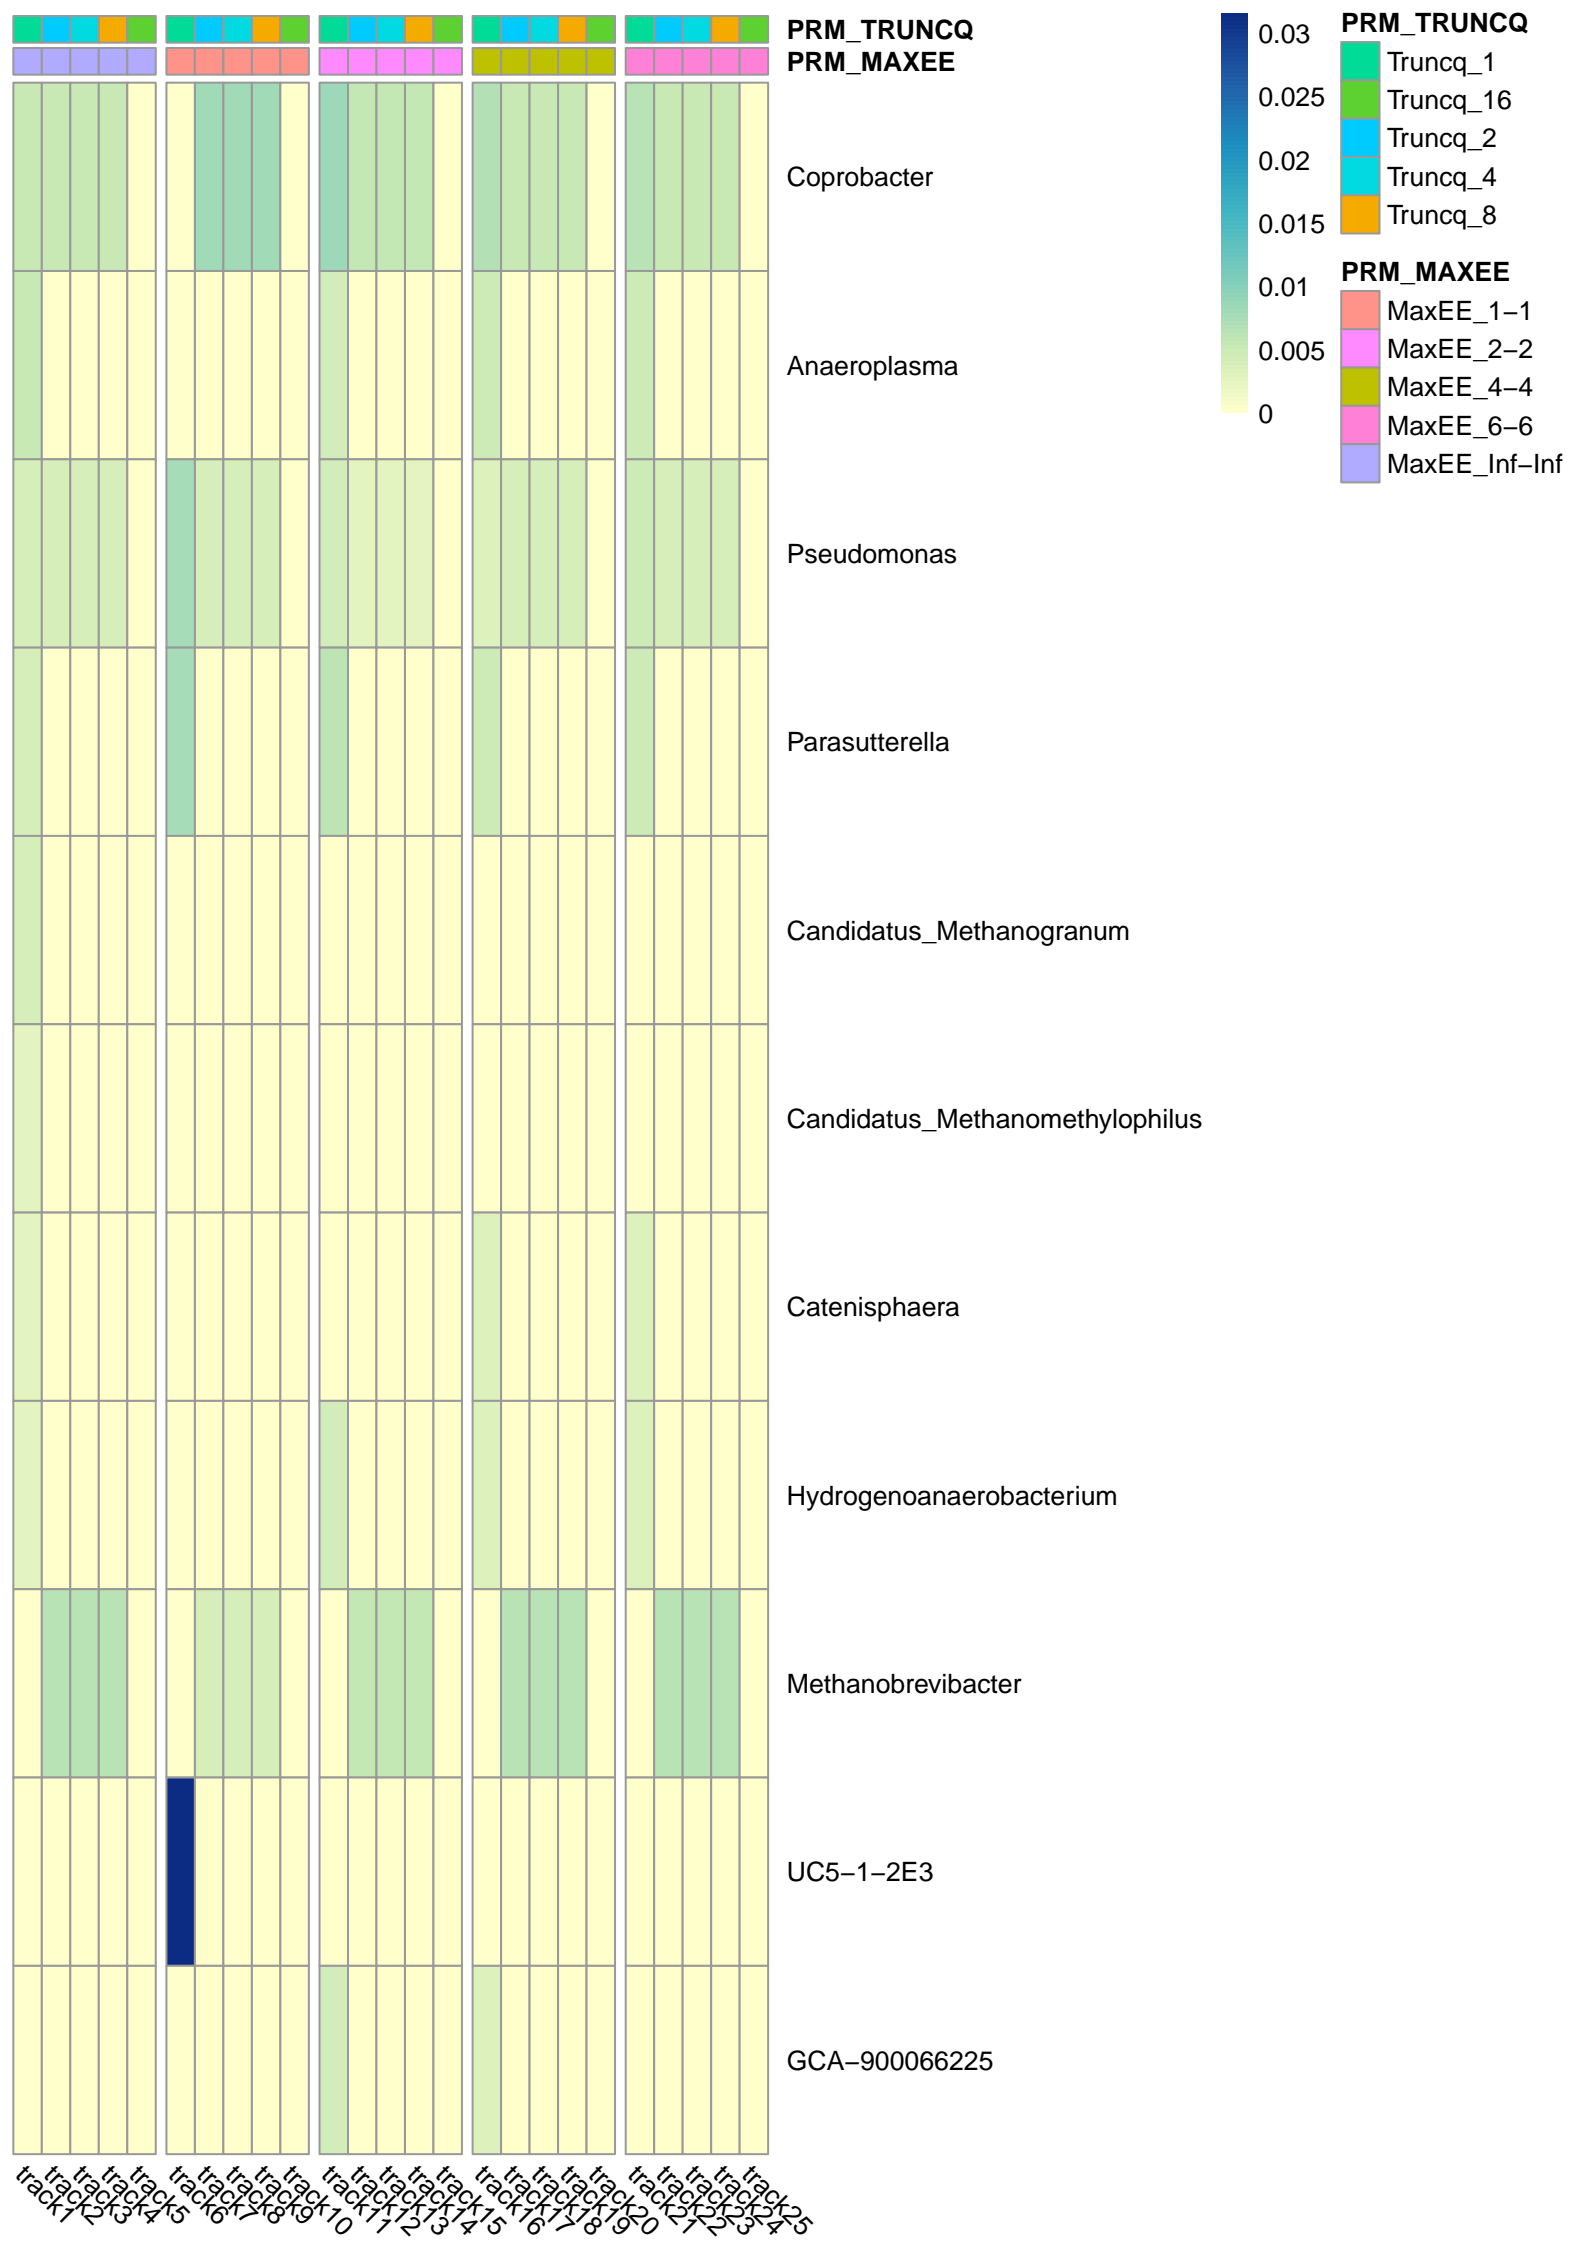 PRM_TRUNCQ
PRM_MAXEE
Coprobacter
Anaeroplasma
Pseudomonas
Parasutterella
Candidatus_Methanogranum
Candidatus_Methanomethylophilus
Catenisphaera
Hydrogenoanaerobacterium
Methanobrevibacter
UC5−1−2E3
GCA−900066225
track1
track2
track3
track4
track5
track6
track7
track8
track9
track10
track11
track12
track13
track14
track15
track16
track17
track18
track19
track20
track21
track22
track23
track24
track25
0.03
0.025
0.02
0.015
0.01
0.005
0
PRM_TRUNCQ
Truncq_1
Truncq_16
Truncq_2
Truncq_4
Truncq_8
PRM_MAXEE
MaxEE_1−1
MaxEE_2−2
MaxEE_4−4
MaxEE_6−6
MaxEE_Inf−Inf